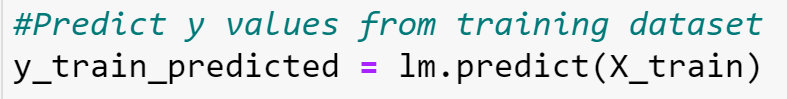 #Predict y values from training dataset
y_train_predicted = lm.predict(X_train)